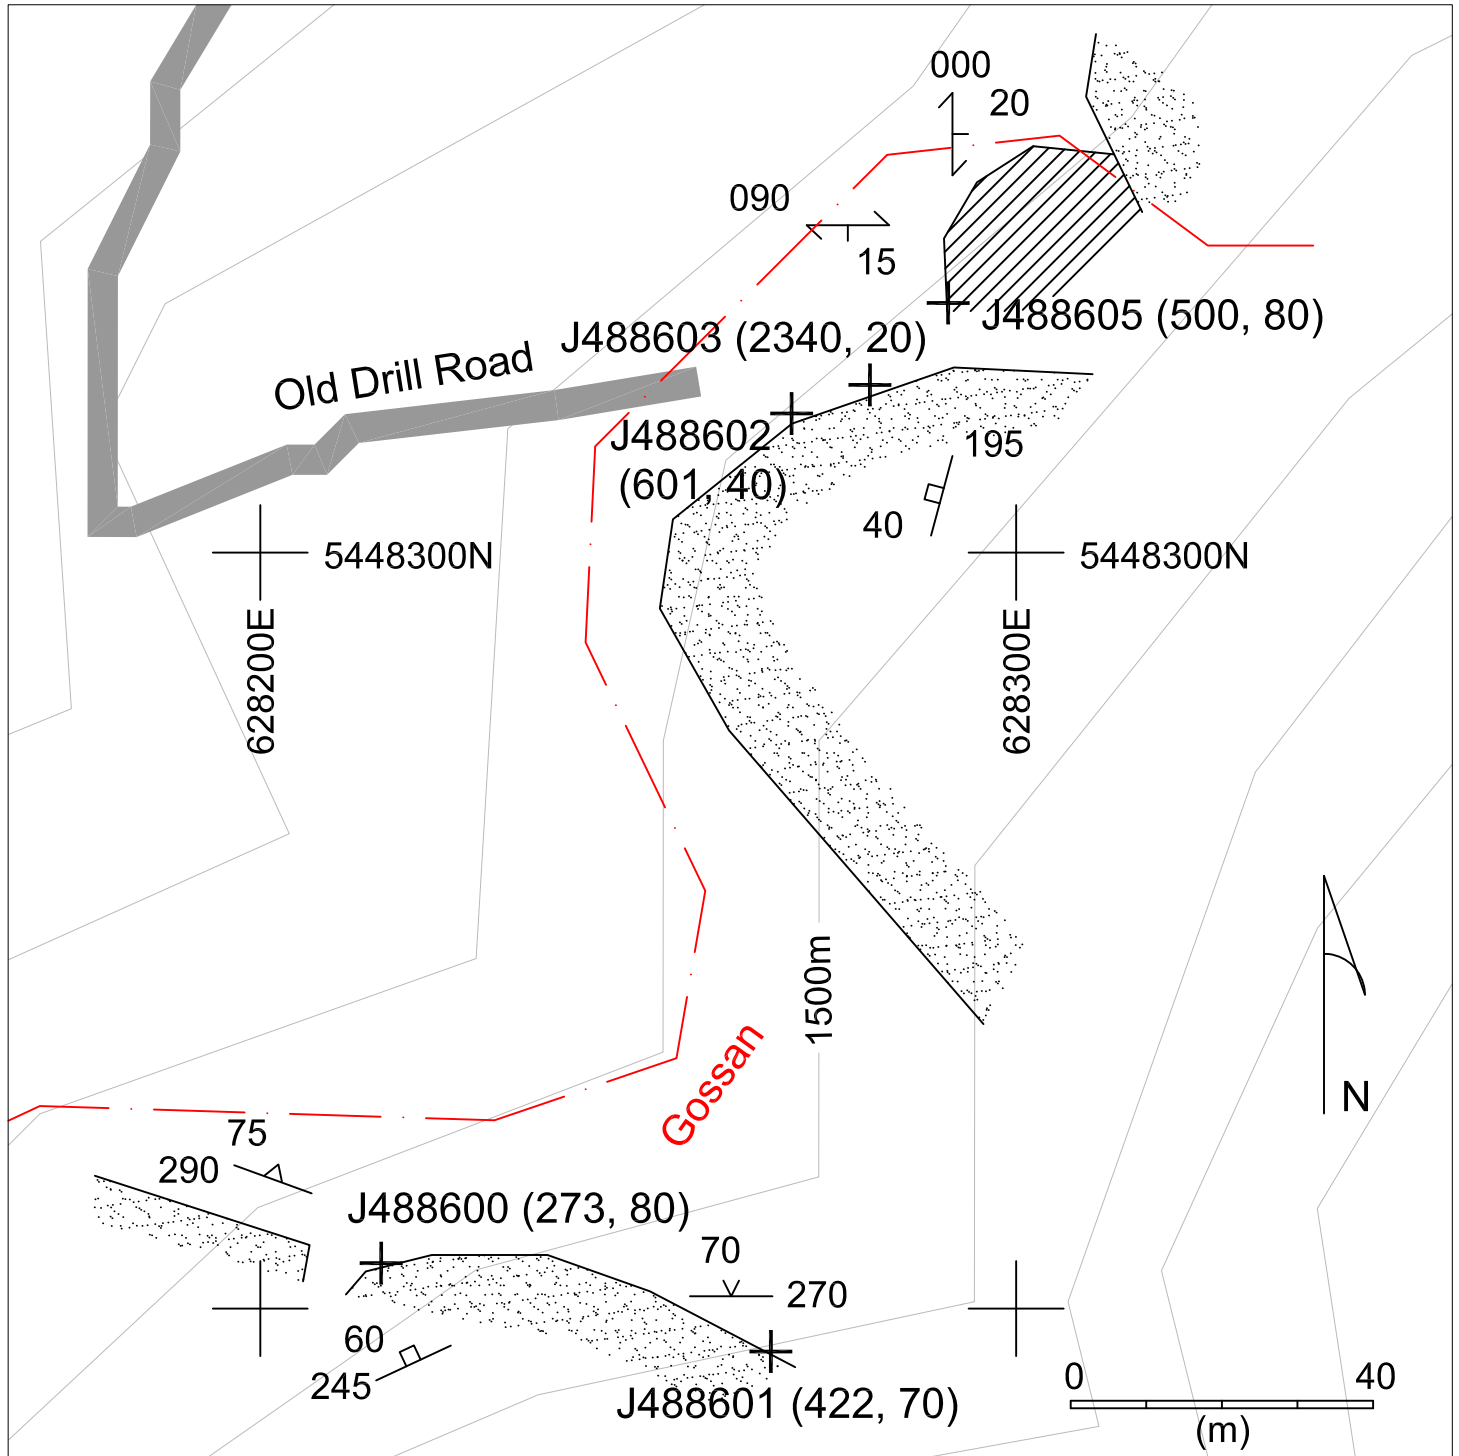 000
20
090
15
J488605 (500, 80)
J488603 (2340, 20)
Old Drill Road
J488602
(601, 40)
195
40
5448300N
5448300N
628200E
628300E
1500m
Gossan
N
75
290
J488600 (273, 80)
70
270
60
245
J488601 (422, 70)
0
40
(m)